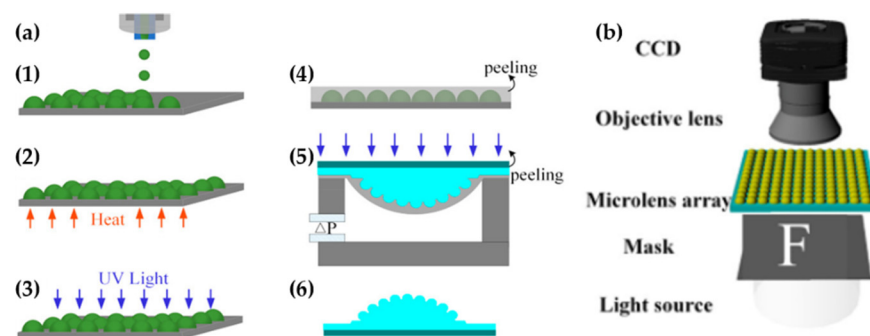 (a)
(1)
(2)
Heat
(3)
UV Light
(4)
peeling
(5)
peeling
△P
(6)
(b)
CCD
Objective lens
Microlens array
Mask
F
Light source